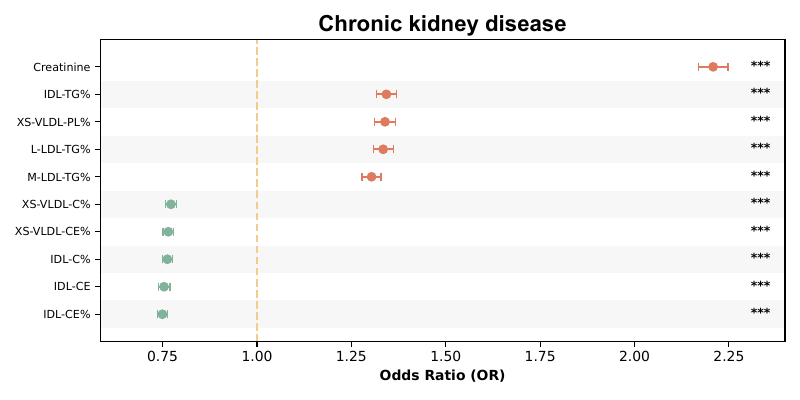 Chronic kidney disease
Creatinine ***
IDL-TG% ***
XS-VLDL-PL% ***
L-LDL-TG% ***
M-LDL-TG% ***
XS-VLDL-C% ***
XS-VLDL-CE% ***
IDL-C% ***
IDL-CE ***
IDL-CE% ***
0.75 1.00 1.25 1.50 1.75 2.00 2.25
Odds Ratio (OR)